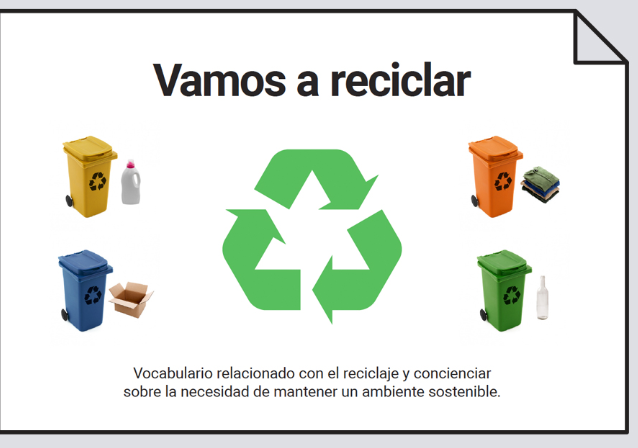 Vamos a reciclar
Vocabulario relacionado con el reciclaje y concienciar
sobre la necesidad de mantener un ambiente sostenible.